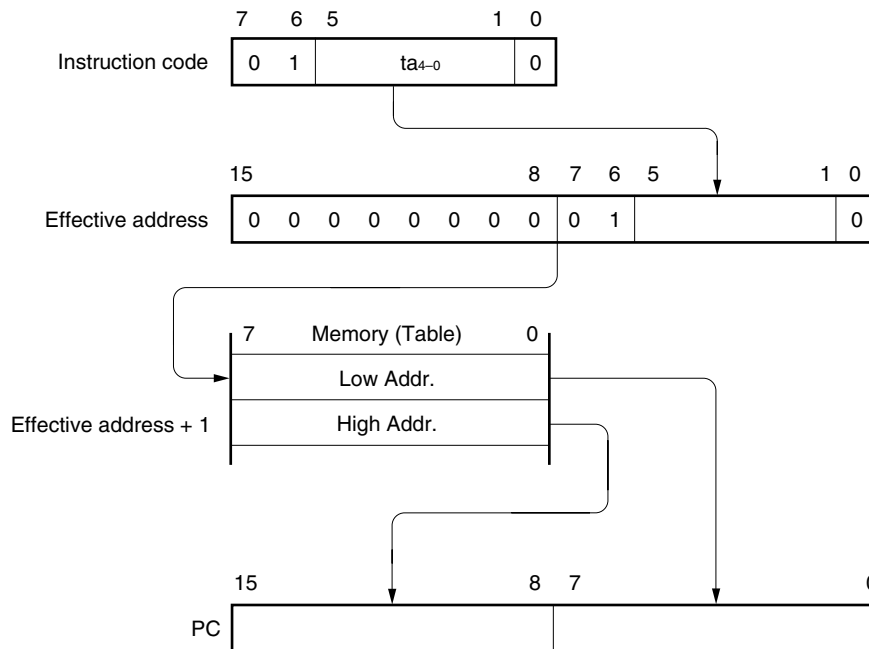 7 6 5 1 0
Instruction code 0 1 ta4–0 0
15 8 7 6 5 1 0
Effective address 0 0 0 0 0 0 0 0 0 1 0
7 Memory (Table) 0
Low Addr.
Effective address + 1 High Addr.
15 8 7 0
PC